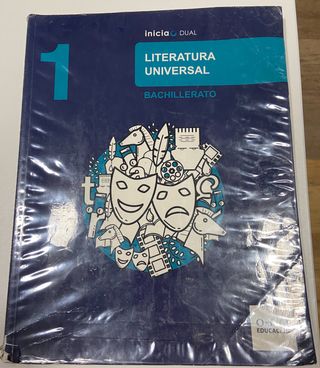 inicia DUAL
1
LITERATURA
UNIVERSAL
BACHILLERATO
EDUCACIÓN